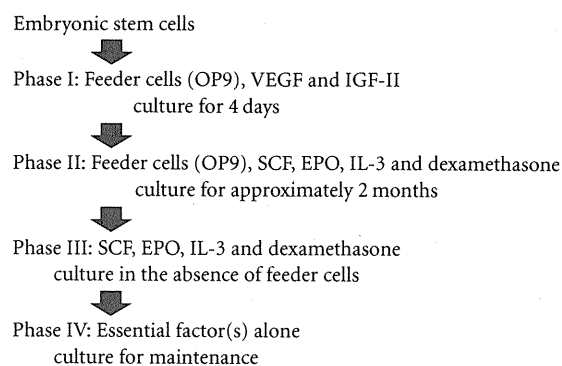 Embryonic stem cells
Phase I: Feeder cells (OP9), VEGF and IGF-II
culture for 4 days
Phase II: Feeder cells (OP9), SCF, EPO, IL-3 and dexamethasone
culture for approximately 2 months
Phase III: SCF, EPO, IL-3 and dexamethasone
culture in the absence of feeder cells
Phase IV: Essential factor(s) alone
culture for maintenance